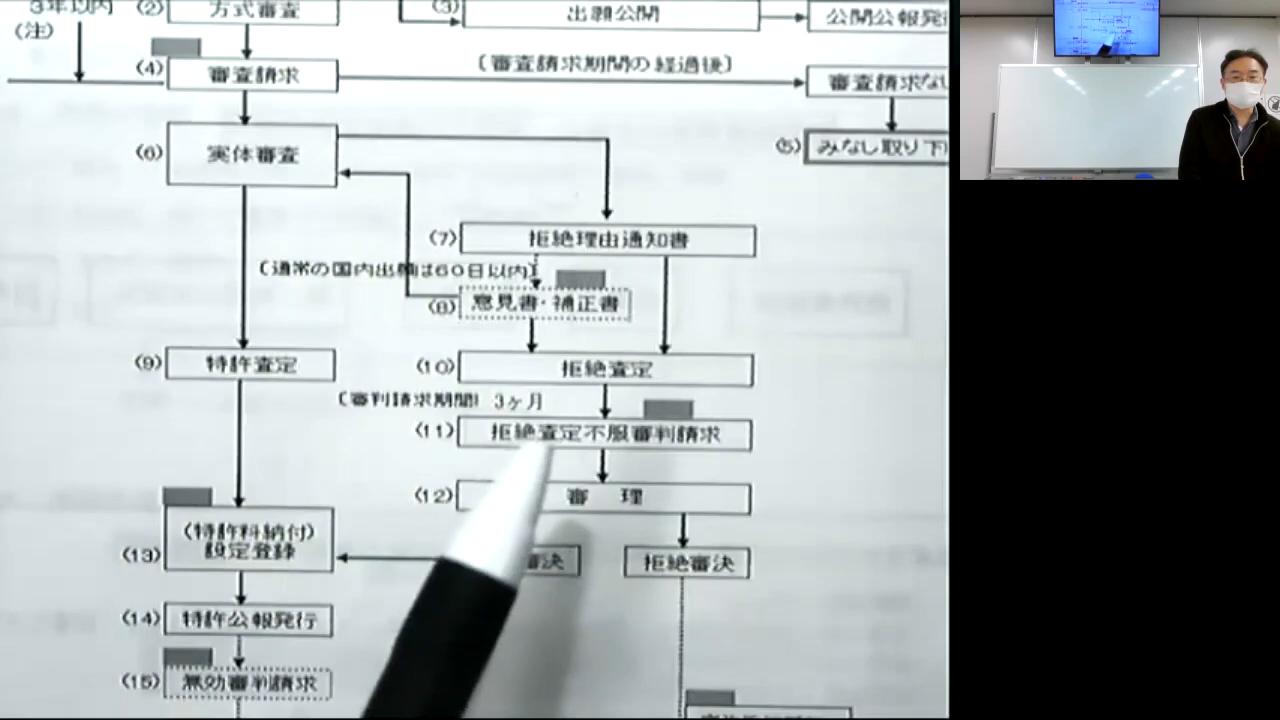 3年以内
(注)
(2) 方式審査
(3) 出願公開
公開公報発行
(4) 審査請求
〔審査請求期間の経過後〕
審査請求なし
(5) みなし取り下
(6) 実体審査
(7) 拒絶理由通知書
〔通常の国内出願は60日以内〕
(8) 意見書・補正書
(9) 特許査定
(10) 拒絶査定
〔審判請求期間〕 3ヶ月
(11) 拒絶査定不服審判請求
(12) 審 理
(13) (特許料納付)
設定登録
審決
拒絶審決
(14) 特許公報発行
(15) 無効審判請求